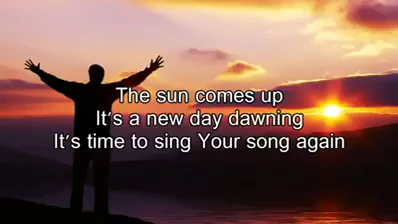 The sun comes up
It's a new day dawning
It's time to sing Your song again